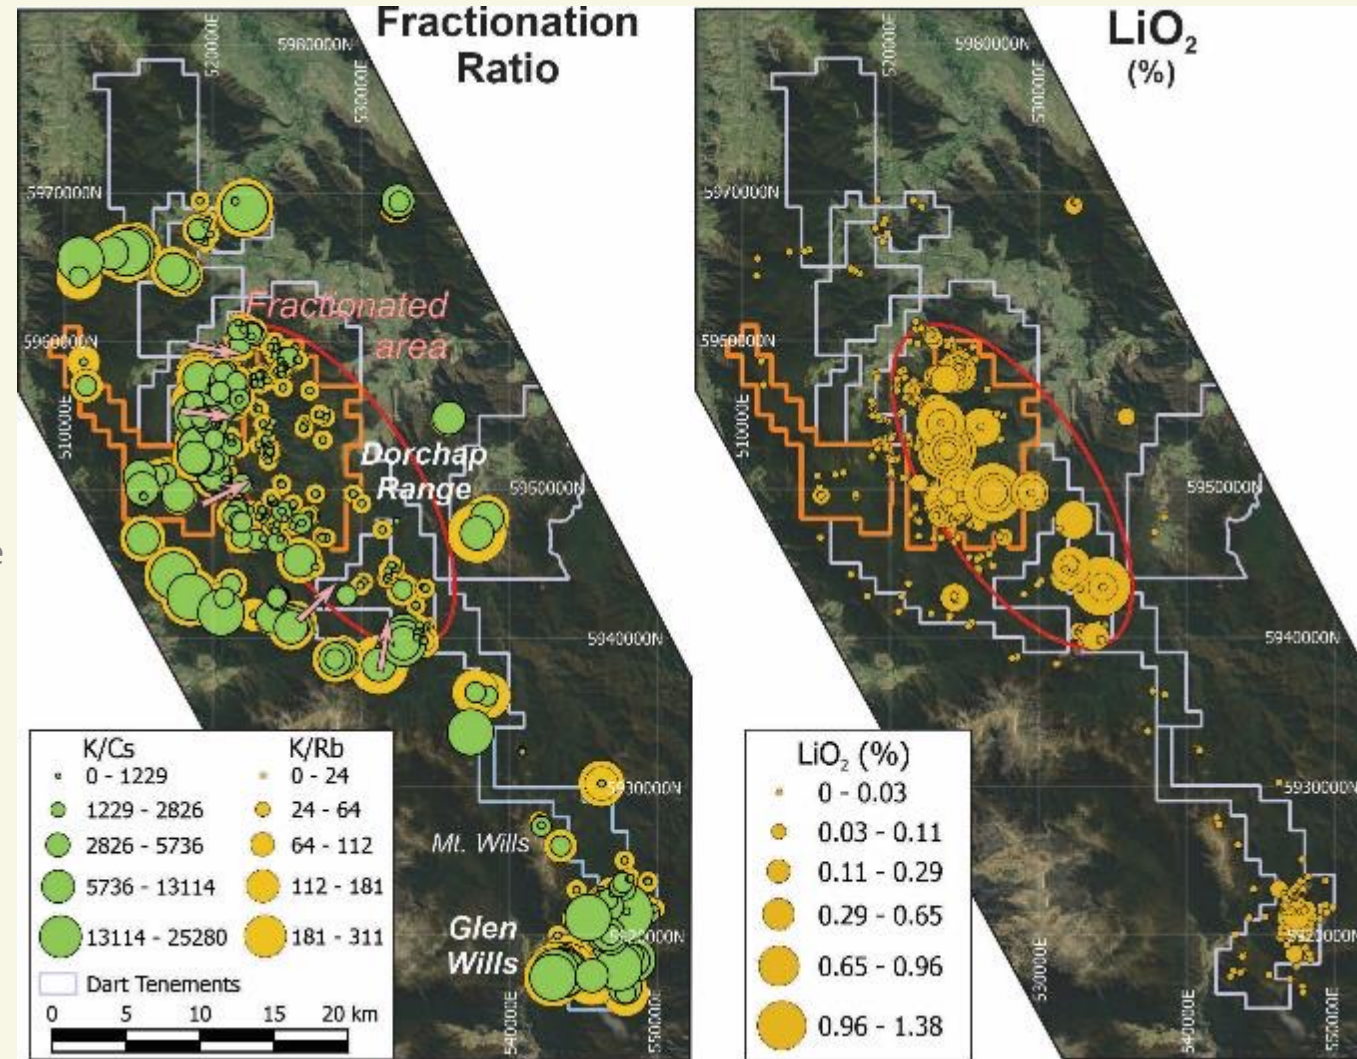 Fractionation
Ratio
5980000N
520000E
530000E
5970000N
Fractionated
area
5960000N
510000E
Dorchap
Range
5950000N
5940000N
5930000N
Mt. Wills
Glen
Wills
5920000N
540000E
550000E
K/Cs
K/Rb
0 - 1229
0 - 24
1229 - 2826
24 - 64
2826 - 5736
64 - 112
5736 - 13114
112 - 181
13114 - 25280
181 - 311
Dart Tenements
0 5 10 15 20 km
LiO₂
(%)
5980000N
520000E
530000E
5970000N
5960000N
510000E
5950000N
5940000N
5930000N
5920000N
530000E
540000E
550000E
LiO₂ (%)
0 - 0.03
0.03 - 0.11
0.11 - 0.29
0.29 - 0.65
0.65 - 0.96
0.96 - 1.38
e